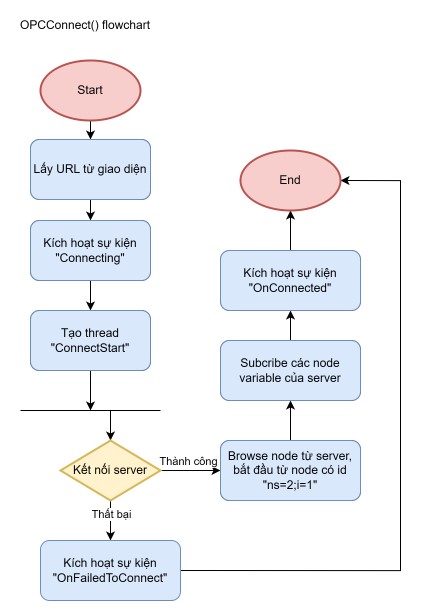 OPCConnect() flowchart
Start
Lấy URL từ giao diện
Kích hoạt sự kiện
"Connecting"
Tạo thread
"ConnectStart"
Kết nối server
Thành công
Thất bại
Kích hoạt sự kiện
"OnFailedToConnect"
Browse node từ server,
bắt đầu từ node có id
"ns=2;i=1"
Subcribe các node
variable của server
Kích hoạt sự kiện
"OnConnected"
End